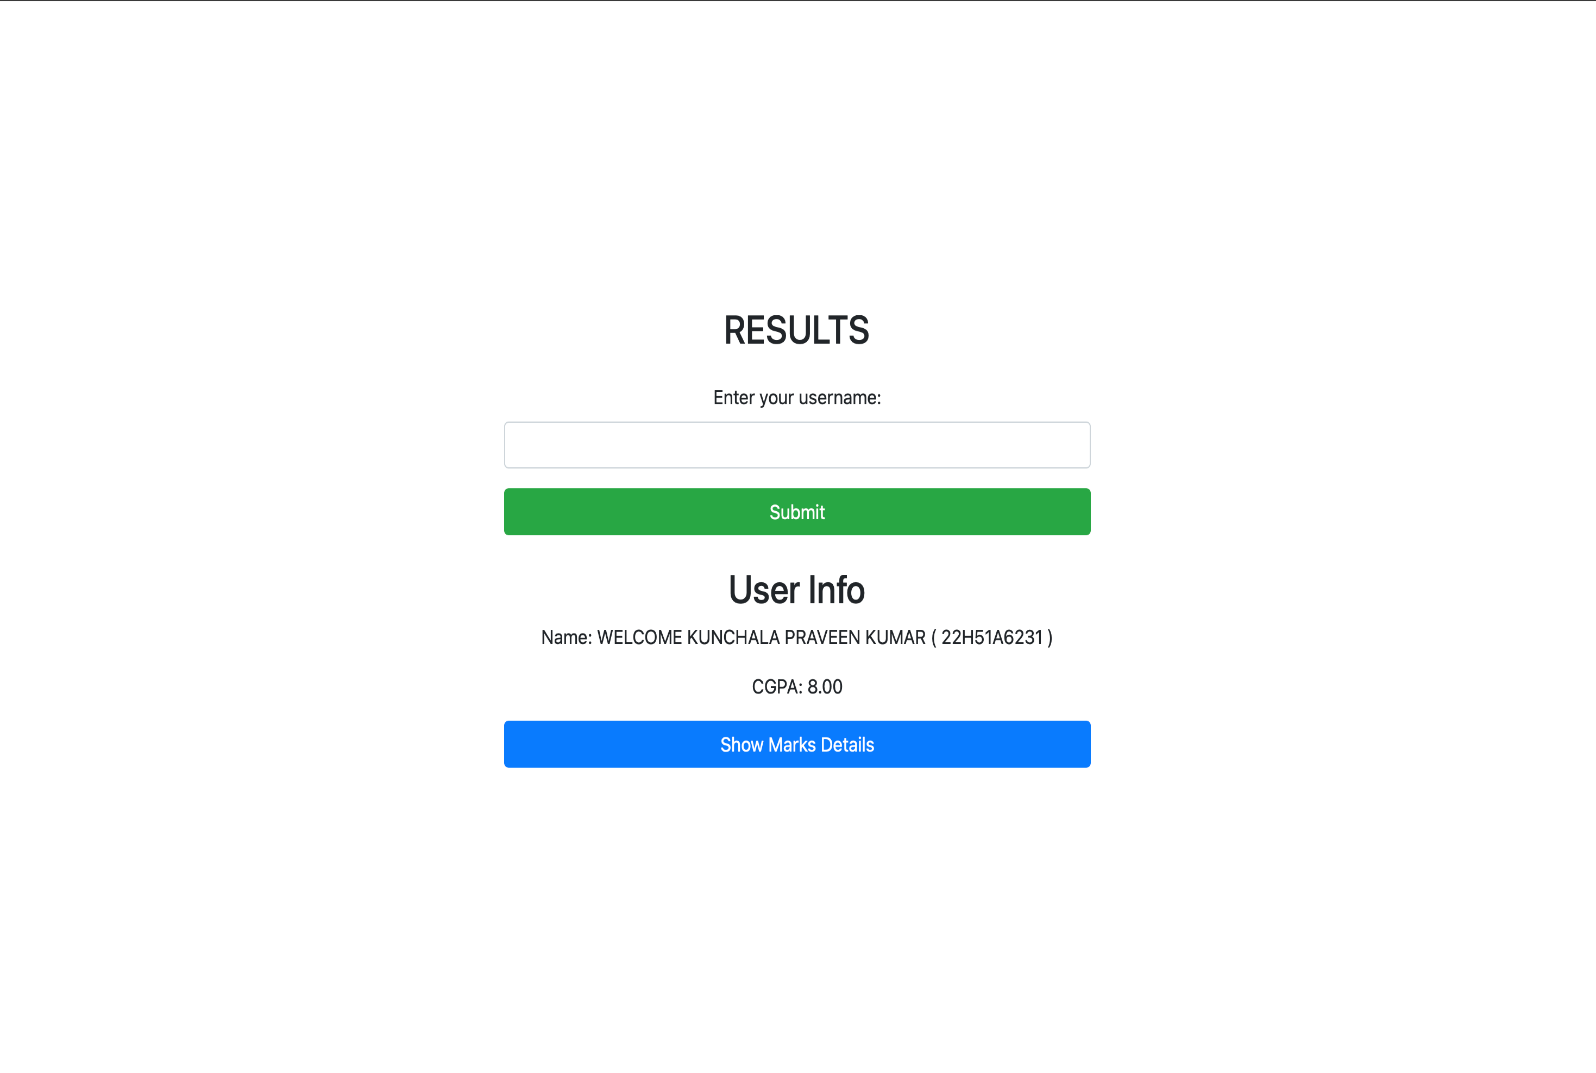 RESULTS
Enter your username:
Submit
User Info
Name: WELCOME KUNCHALA PRAVEEN KUMAR ( 22H51A6231 )
CGPA: 8.00
Show Marks Details